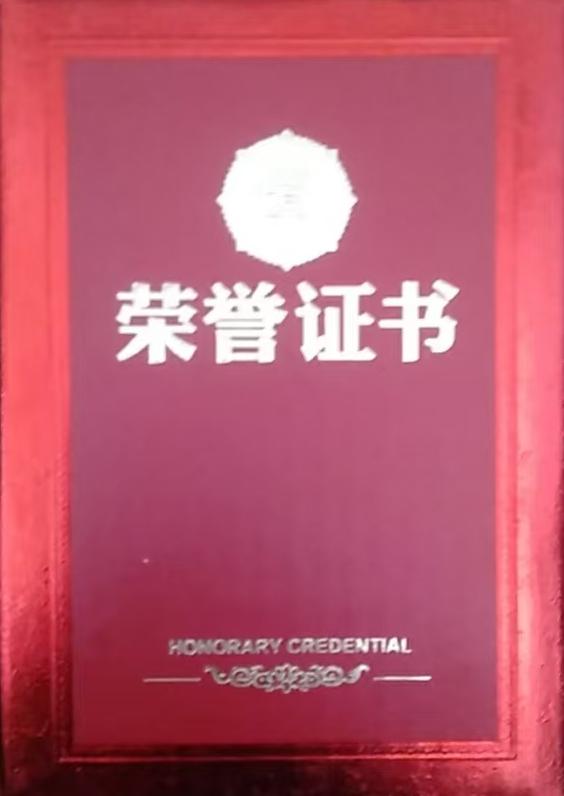 荣誉证书
HONORARY CREDENTIAL